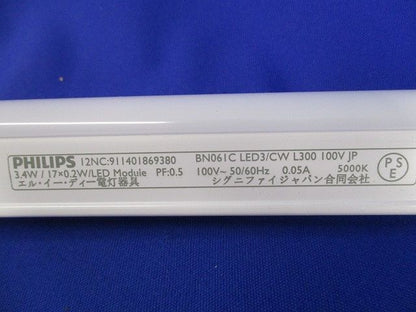 PHILIPS 12NC:911401869380 BN061C LED3/CW L300 100V JP
3.4W / 17×0.2W/LED Module PF:0.5 100V~ 50/60Hz 0.05A 5000K
エル・イー・ディー電灯器具 シグニファイジャパン合同会社
P S
E